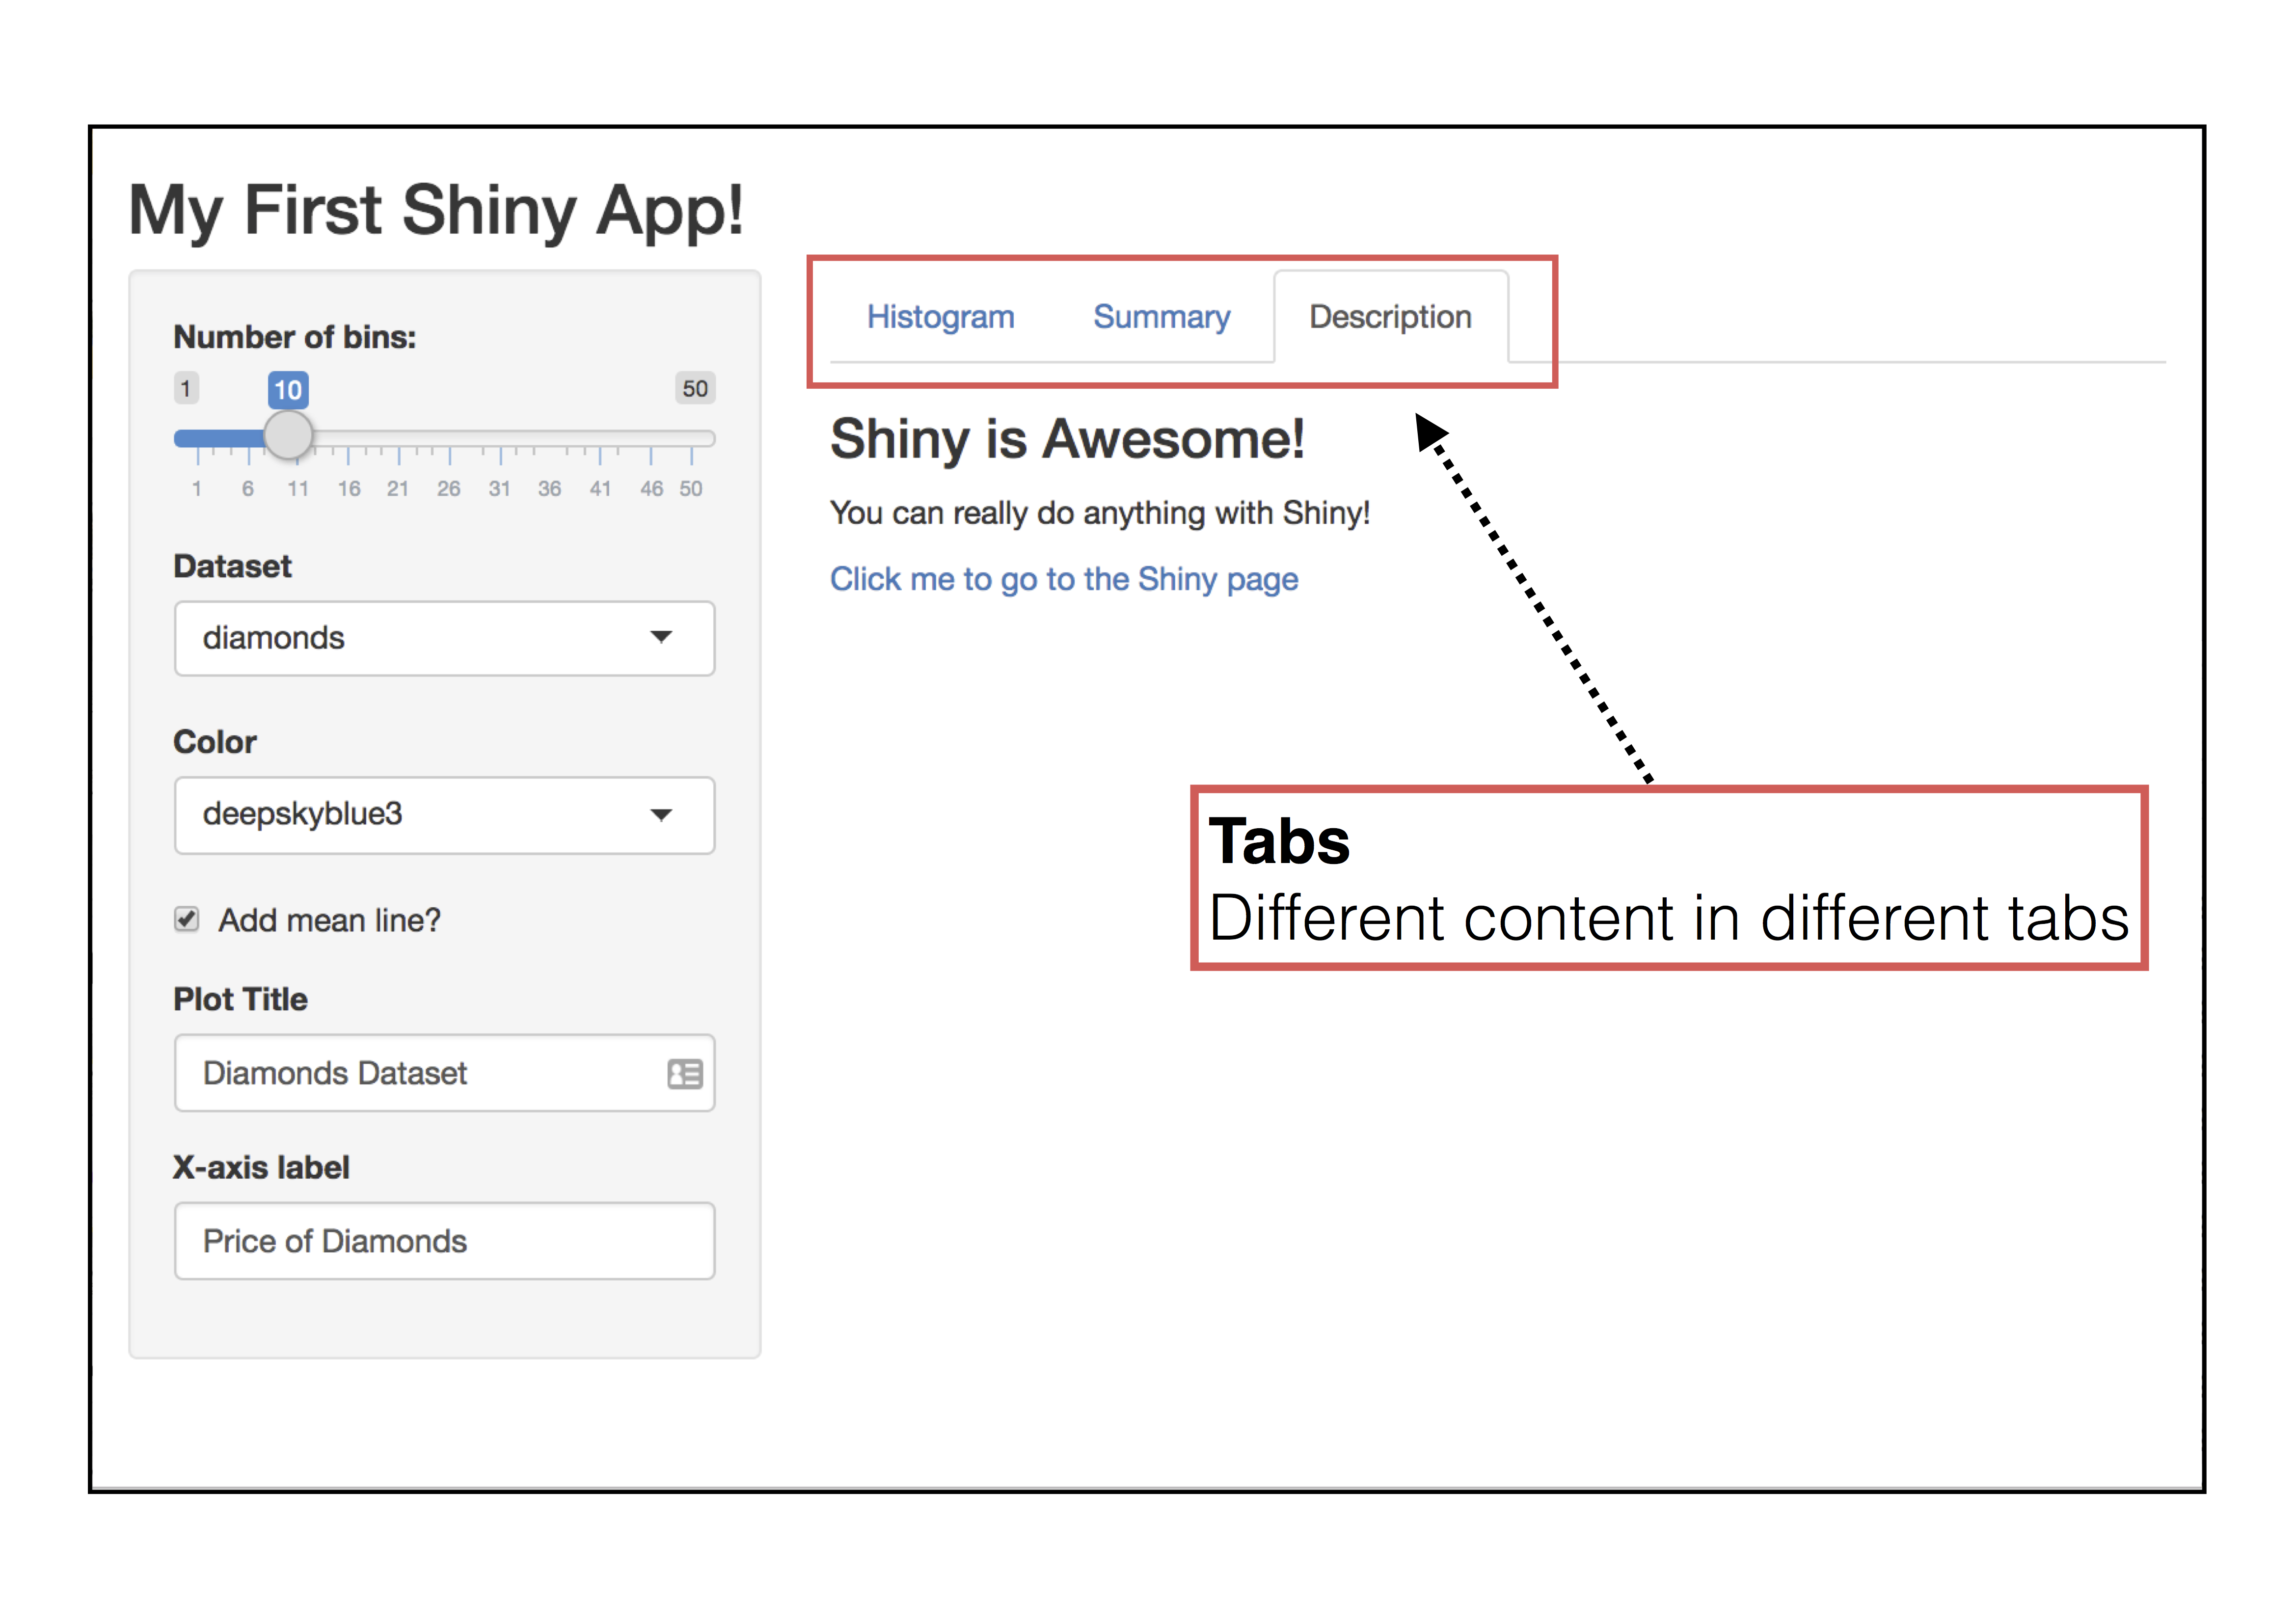 My First Shiny App!
Number of bins:
1 10 50
1 6 11 16 21 26 31 36 41 46 50
Dataset
diamonds
Color
deepskyblue3
Add mean line?
Plot Title
Diamonds Dataset
X-axis label
Price of Diamonds
Histogram Summary Description
Shiny is Awesome!
You can really do anything with Shiny!
Click me to go to the Shiny page
Tabs
Different content in different tabs